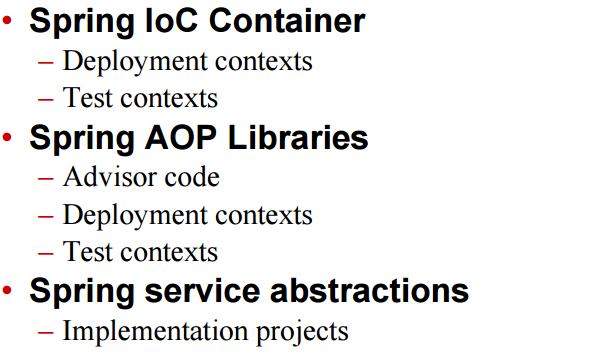 • Spring IoC Container
– Deployment contexts
– Test contexts
• Spring AOP Libraries
– Advisor code
– Deployment contexts
– Test contexts
• Spring service abstractions
– Implementation projects